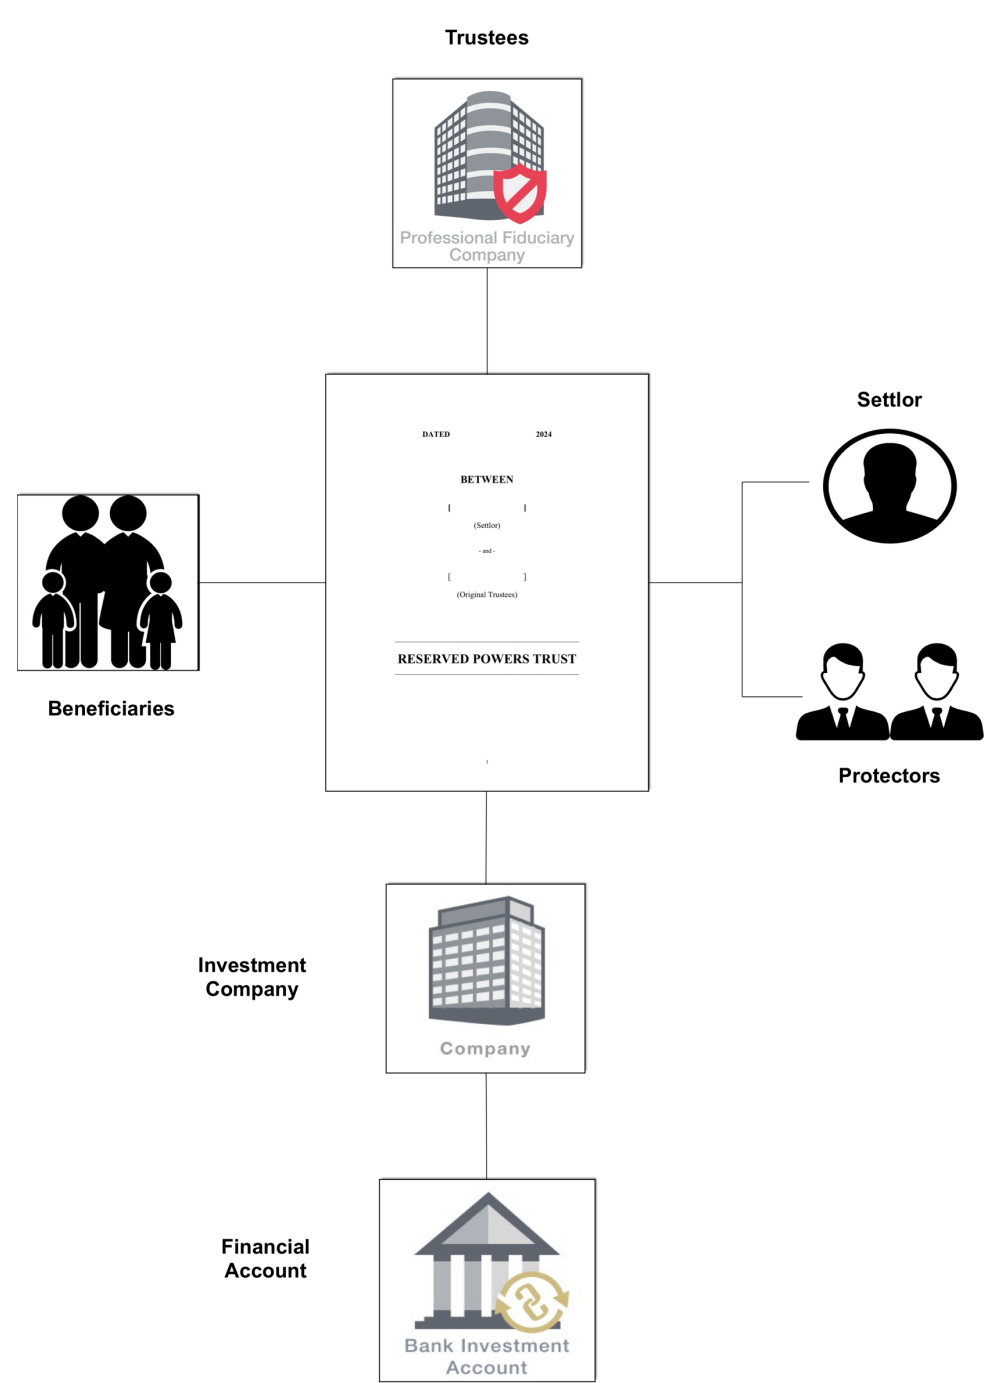 Trustees
Professional Fiduciary
Company
DATED 2024
BETWEEN
[ ]
(Settlor)
- and -
[ ]
(Original Trustees)
RESERVED POWERS TRUST
1
Settlor
Protectors
Beneficiaries
Investment
Company
Company
Financial
Account
Bank Investment
Account